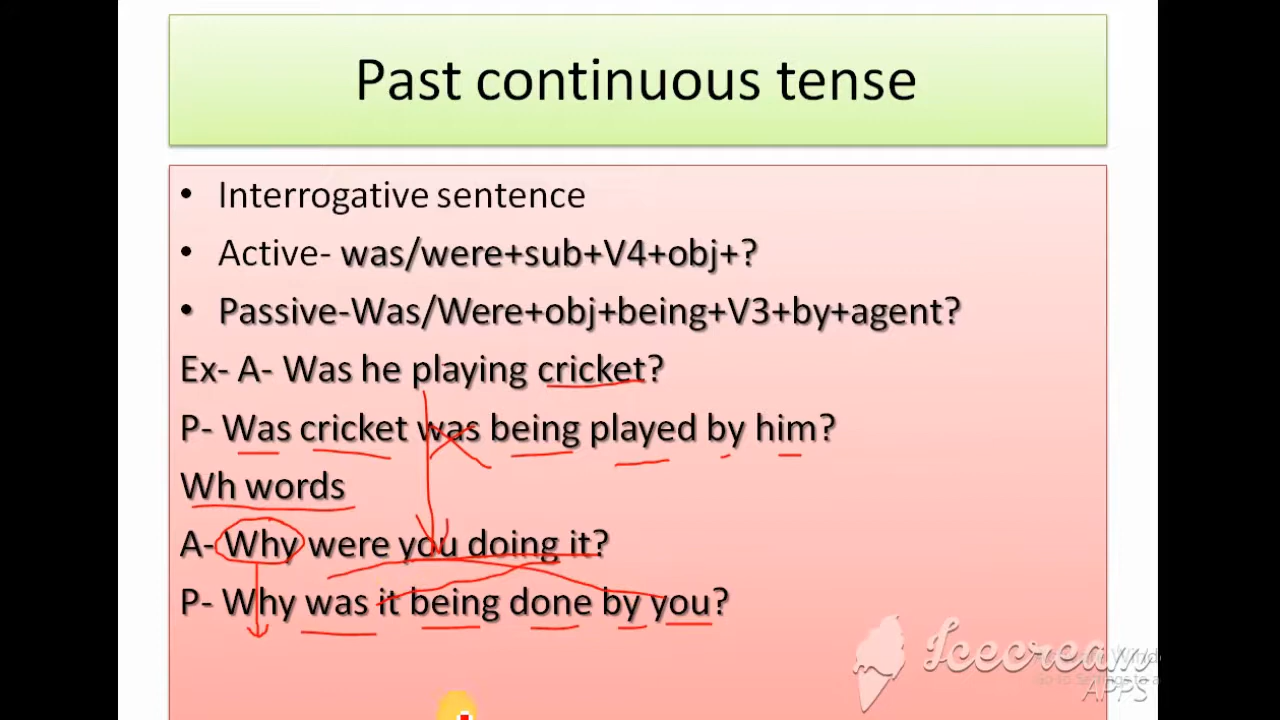 Past continuous tense
• Interrogative sentence
• Active- was/were+sub+V4+obj+?
• Passive-Was/Were+obj+being+V3+by+agent?
Ex- A- Was he playing cricket?
P- Was cricket was being played by him?
Wh words
A- Why were you doing it?
P- Why was it being done by you?
Icecream
APPS